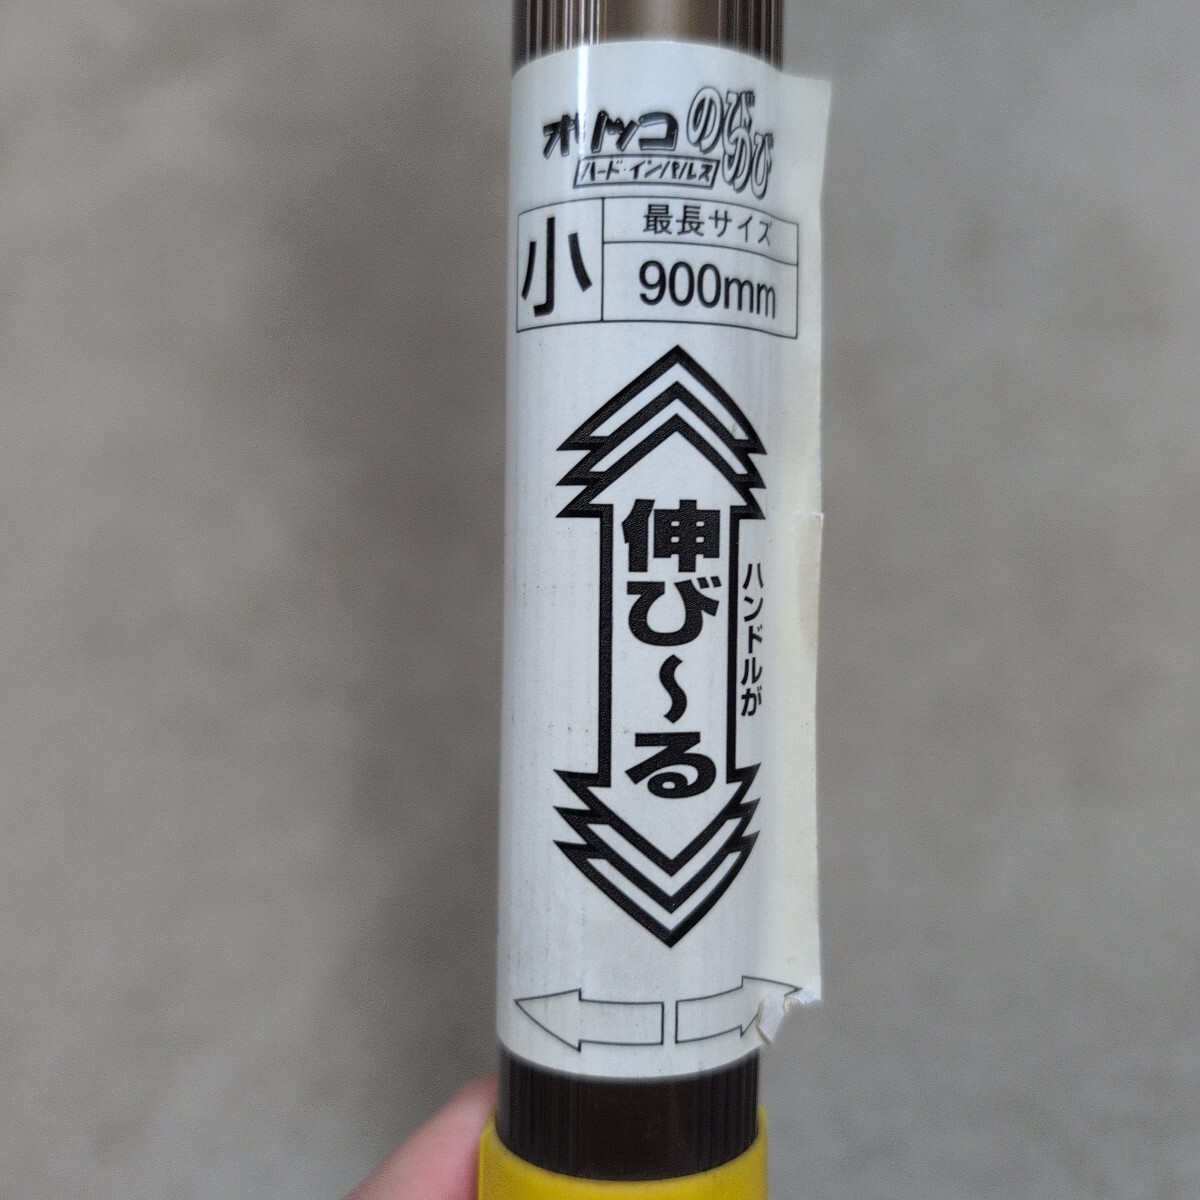 オリッコ のびのび
ハード・インパルス
小
最長サイズ
900mm
ハンドルが
伸び〜る